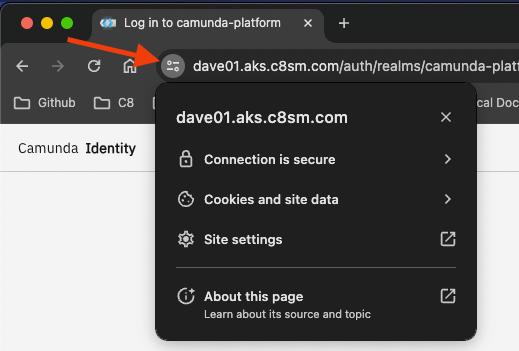 Log in to camunda-platform
dave01.aks.c8sm.com/auth/realms/camunda-plat
Github
C8
cal Doc
dave01.aks.c8sm.com
Camunda Identity
Connection is secure
Cookies and site data
Site settings
About this page
Learn about its source and topic